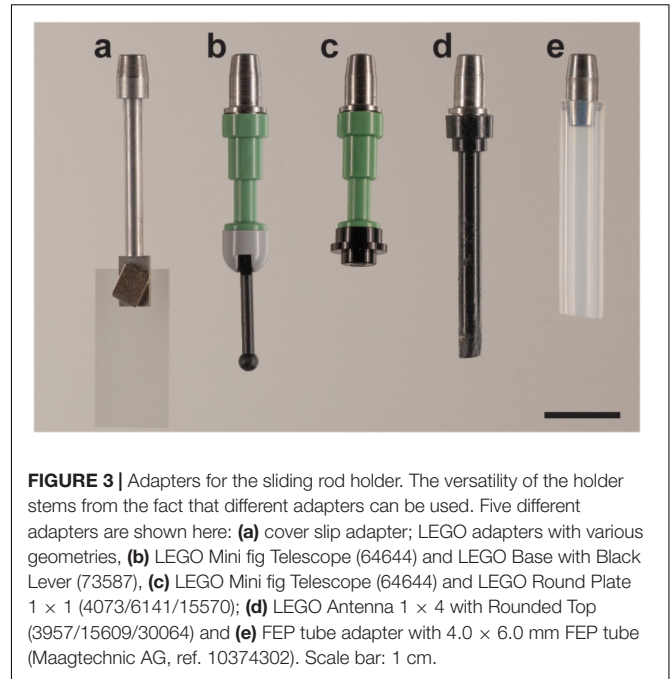 a b c d e
FIGURE 3 | Adapters for the sliding rod holder. The versatility of the holder
stems from the fact that different adapters can be used. Five different
adapters are shown here: (a) cover slip adapter; LEGO adapters with various
geometries, (b) LEGO Mini fig Telescope (64644) and LEGO Base with Black
Lever (73587), (c) LEGO Mini fig Telescope (64644) and LEGO Round Plate
1 × 1 (4073/6141/15570); (d) LEGO Antenna 1 × 4 with Rounded Top
(3957/15609/30064) and (e) FEP tube adapter with 4.0 × 6.0 mm FEP tube
(Maagtechnic AG, ref. 10374302). Scale bar: 1 cm.